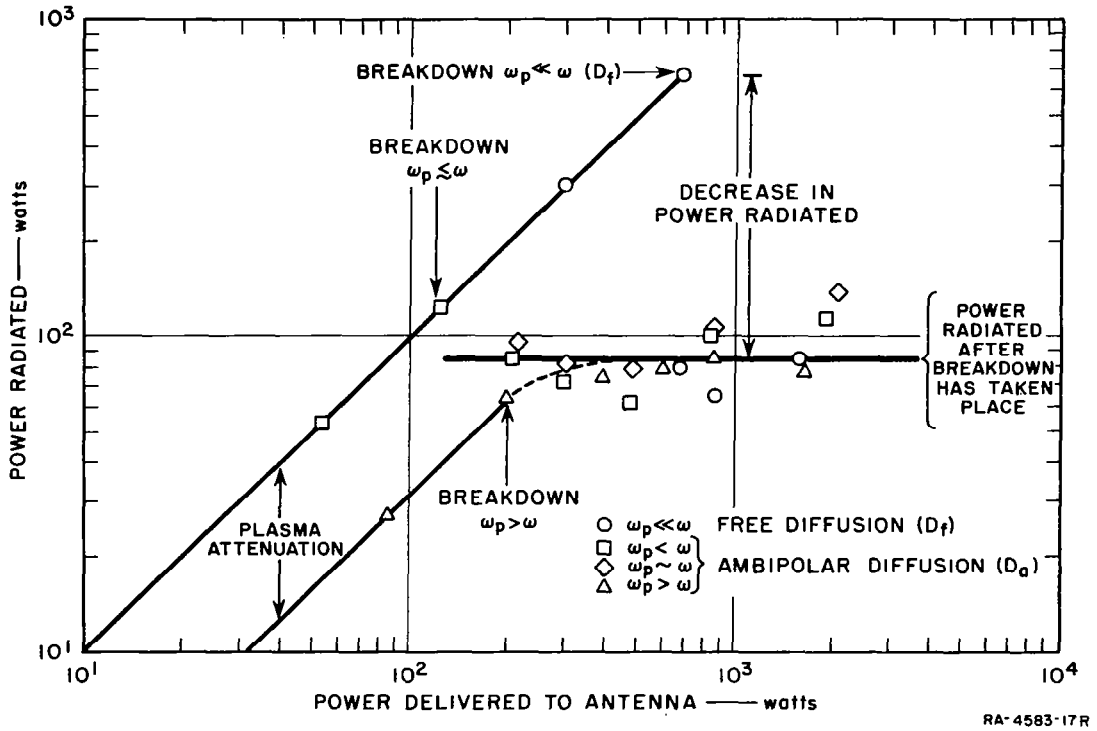 10³
BREAKDOWN ωp ≪ ω (Df)
BREAKDOWN
ωp ≲ ω
DECREASE IN
POWER RADIATED
POWER RADIATED — watts
10²
POWER
RADIATED
AFTER
BREAKDOWN
HAS TAKEN
PLACE
PLASMA
ATTENUATION
BREAKDOWN
ωp > ω
ωp ≪ ω FREE DIFFUSION (Df)
ωp < ω
ωp ~ ω AMBIPOLAR DIFFUSION (Da)
ωp > ω
10¹
10¹ 10² 10³ 10⁴
POWER DELIVERED TO ANTENNA — watts
RA-4583-17R